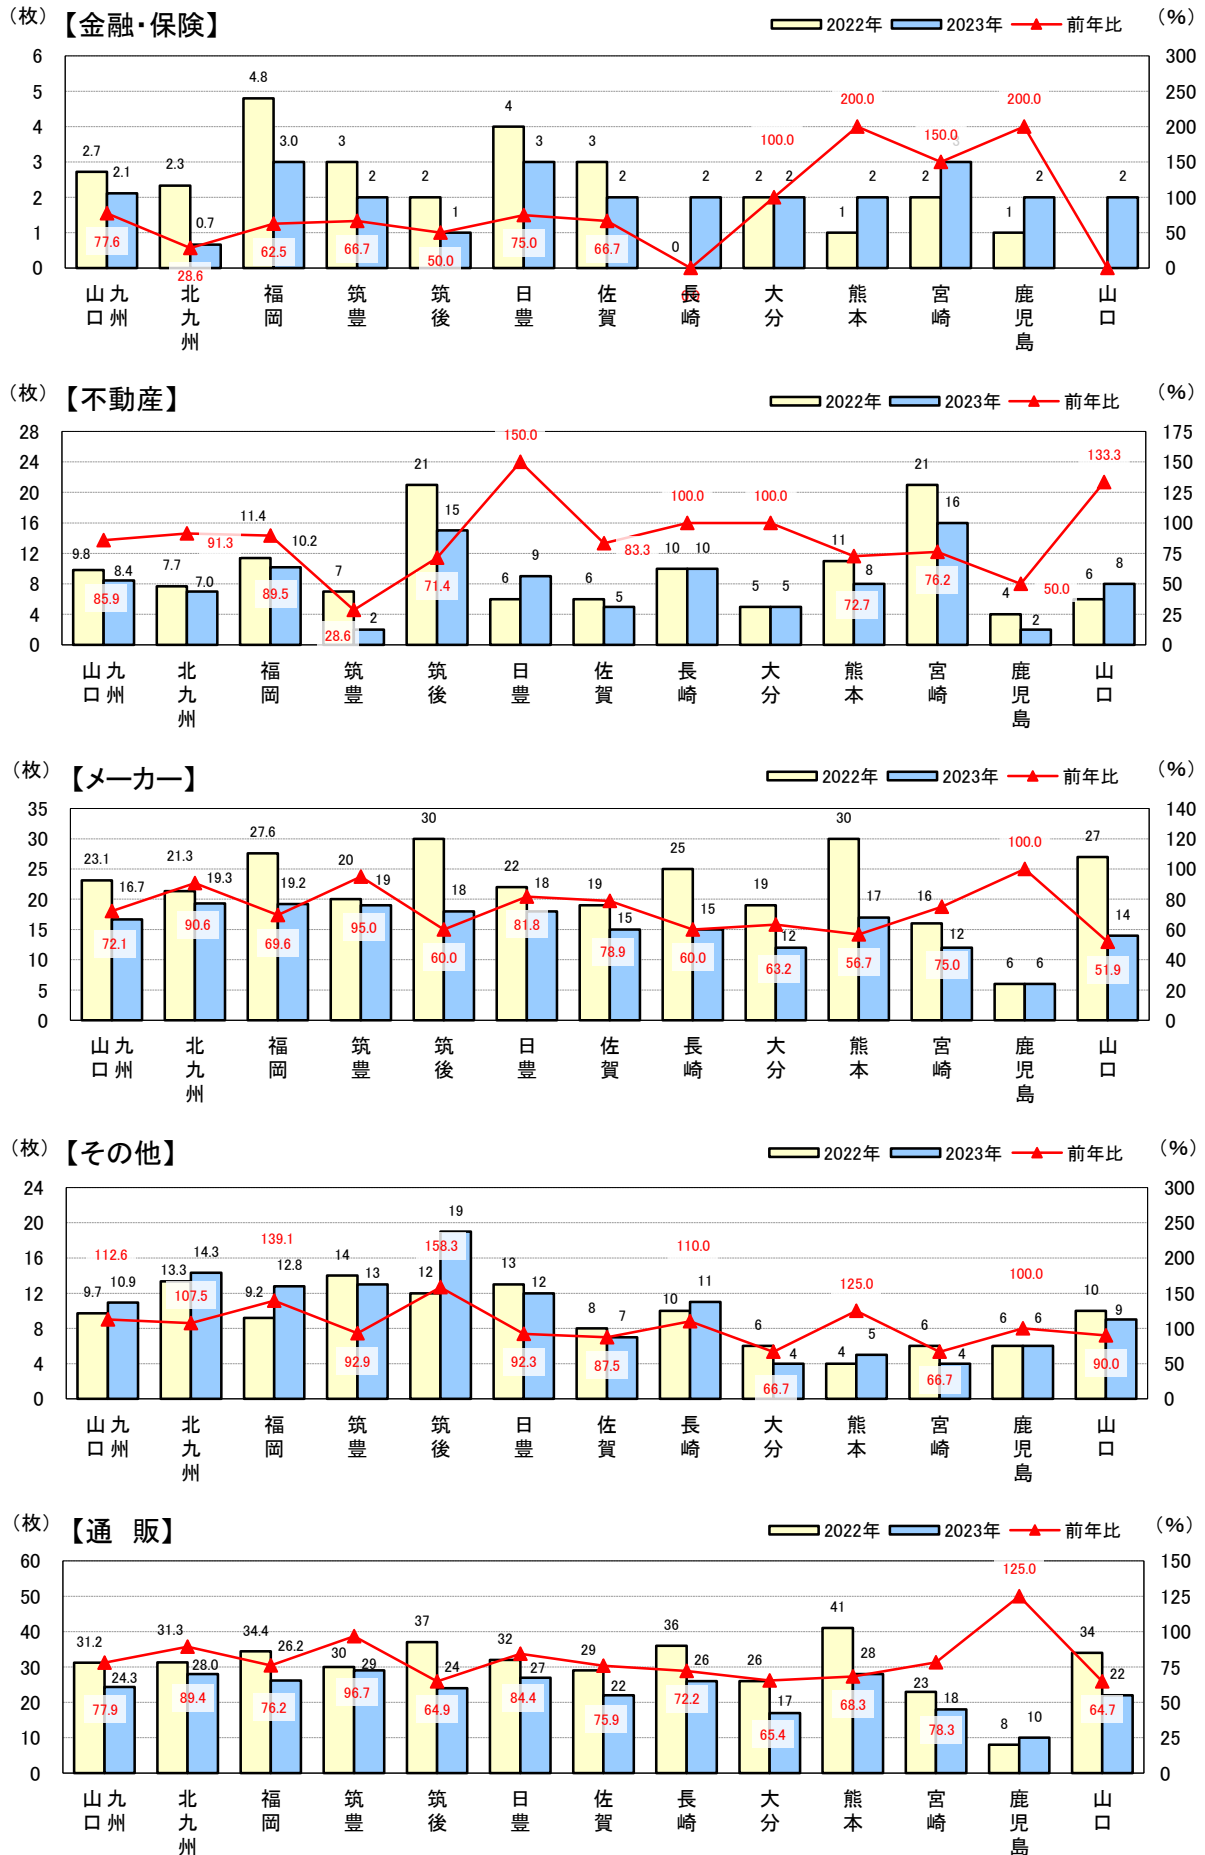 (枚) 【金融・保険】 2022年 2023年 前年比 (%)
6 5 4 3 2 1 0
300 250 200 150 100 50 0
2.7 2.3 4.8 3 2 4 3 0 2 1 2 1
2.1 0.7 3.0 2 1 3 2 2 2 2 3 2 2
77.6 28.6 62.5 66.7 50.0 75.0 66.7 0.0 100.0 200.0 150.0 200.0
九州山口 北九州 福岡 筑豊 筑後 日豊 佐賀 長崎 大分 熊本 宮崎 鹿児島 山口
(枚) 【不動産】 2022年 2023年 前年比 (%)
28 24 20 16 12 8 4 0
175 150 125 100 75 50 25 0
9.8 7.7 11.4 7 21 6 6 10 5 11 21 4 6
8.4 7.0 10.2 2 15 9 5 10 5 8 16 2 8
85.9 91.3 89.5 28.6 71.4 150.0 83.3 100.0 100.0 72.7 76.2 50.0 133.3
九州山口 北九州 福岡 筑豊 筑後 日豊 佐賀 長崎 大分 熊本 宮崎 鹿児島 山口
(枚) 【メーカー】 2022年 2023年 前年比 (%)
35 30 25 20 15 10 5 0
140 120 100 80 60 40 20 0
23.1 21.3 27.6 20 30 22 19 25 19 30 16 6 27
16.7 19.3 19.2 19 18 18 15 15 12 17 12 6 14
72.1 90.6 69.6 95.0 60.0 81.8 78.9 60.0 63.2 56.7 75.0 100.0 51.9
九州山口 北九州 福岡 筑豊 筑後 日豊 佐賀 長崎 大分 熊本 宮崎 鹿児島 山口
(枚) 【その他】 2022年 2023年 前年比 (%)
24 20 16 12 8 4 0
300 250 200 150 100 50 0
9.7 13.3 9.2 14 12 13 8 10 6 4 6 6 10
10.9 14.3 12.8 13 19 12 7 11 4 5 4 6 9
112.6 107.5 139.1 92.9 158.3 92.3 87.5 110.0 66.7 125.0 66.7 100.0 90.0
九州山口 北九州 福岡 筑豊 筑後 日豊 佐賀 長崎 大分 熊本 宮崎 鹿児島 山口
(枚) 【通 販】 2022年 2023年 前年比 (%)
60 50 40 30 20 10 0
150 125 100 75 50 25 0
31.2 31.3 34.4 30 37 32 29 36 26 41 23 8 34
24.3 28.0 26.2 29 24 27 22 26 17 28 18 10 22
77.9 89.4 76.2 96.7 64.9 84.4 75.9 72.2 65.4 68.3 78.3 125.0 64.7
九州山口 北九州 福岡 筑豊 筑後 日豊 佐賀 長崎 大分 熊本 宮崎 鹿児島 山口